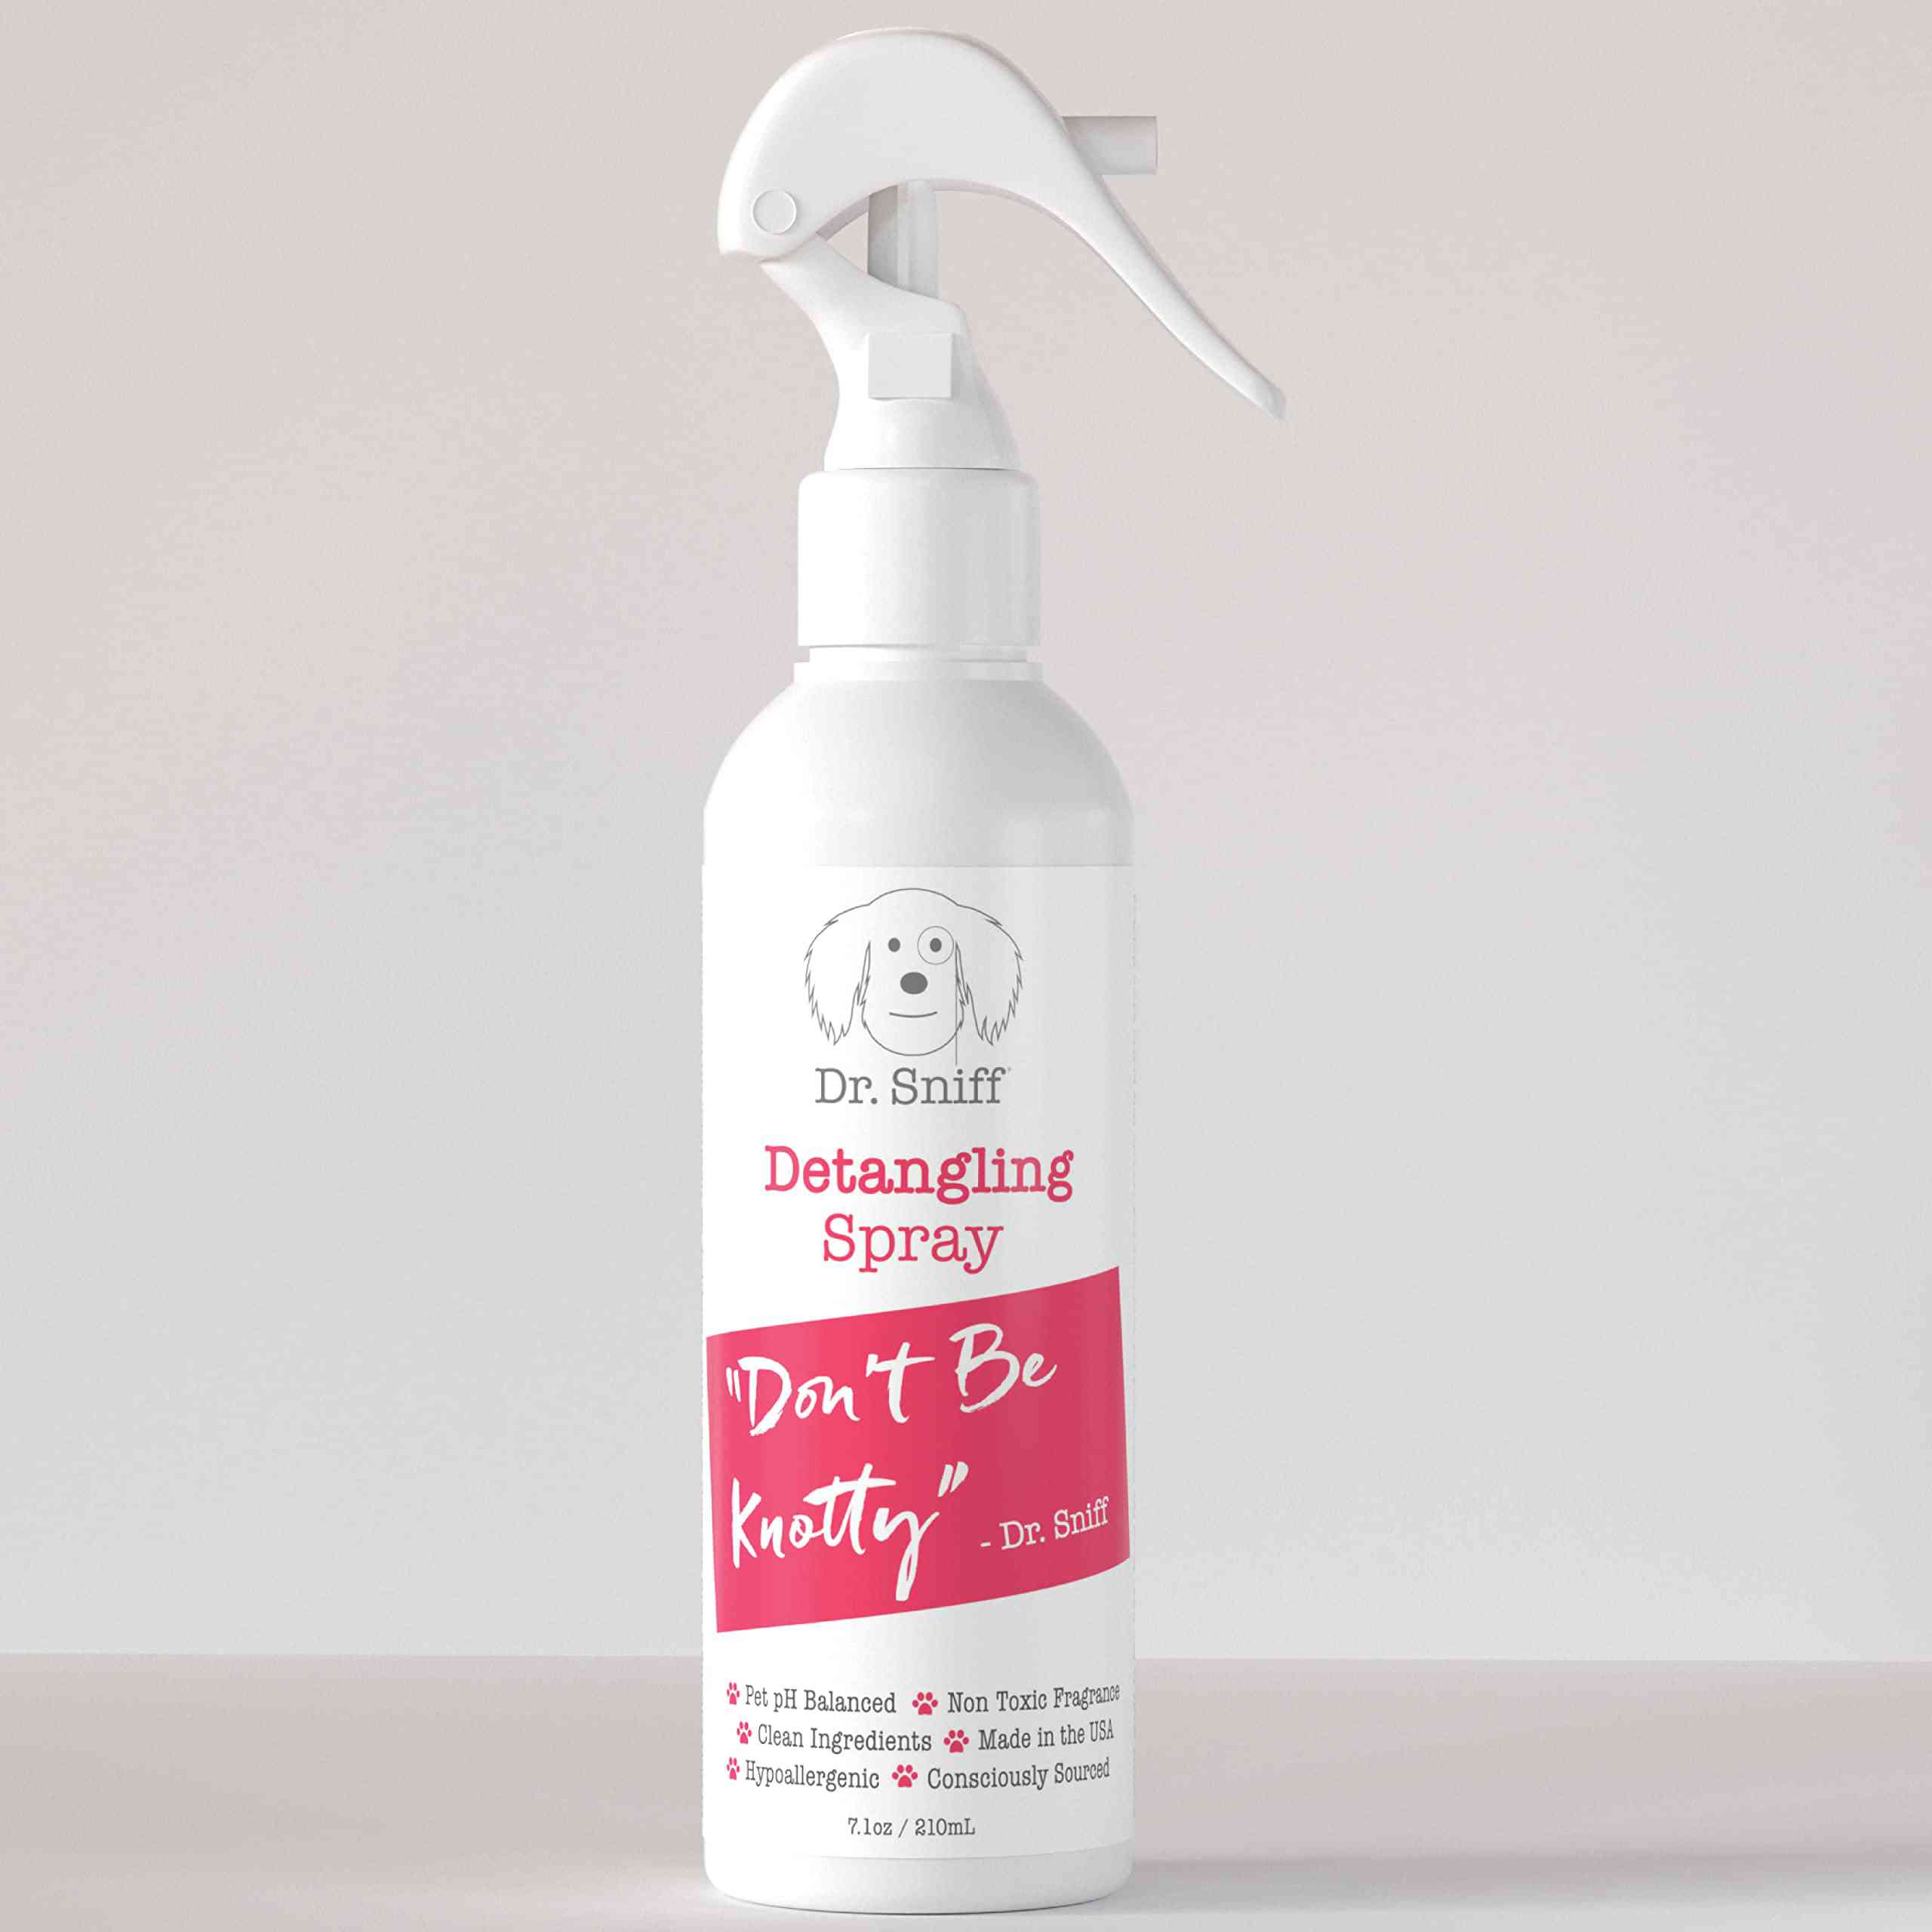 Dr. Sniff
Detangling
Spray
"Don't Be
Knotty" - Dr. Sniff
Pet pH Balanced Non Toxic Fragrance
Clean Ingredients Made in the USA
Hypoallergenic Consciously Sourced
7.1oz / 210mL